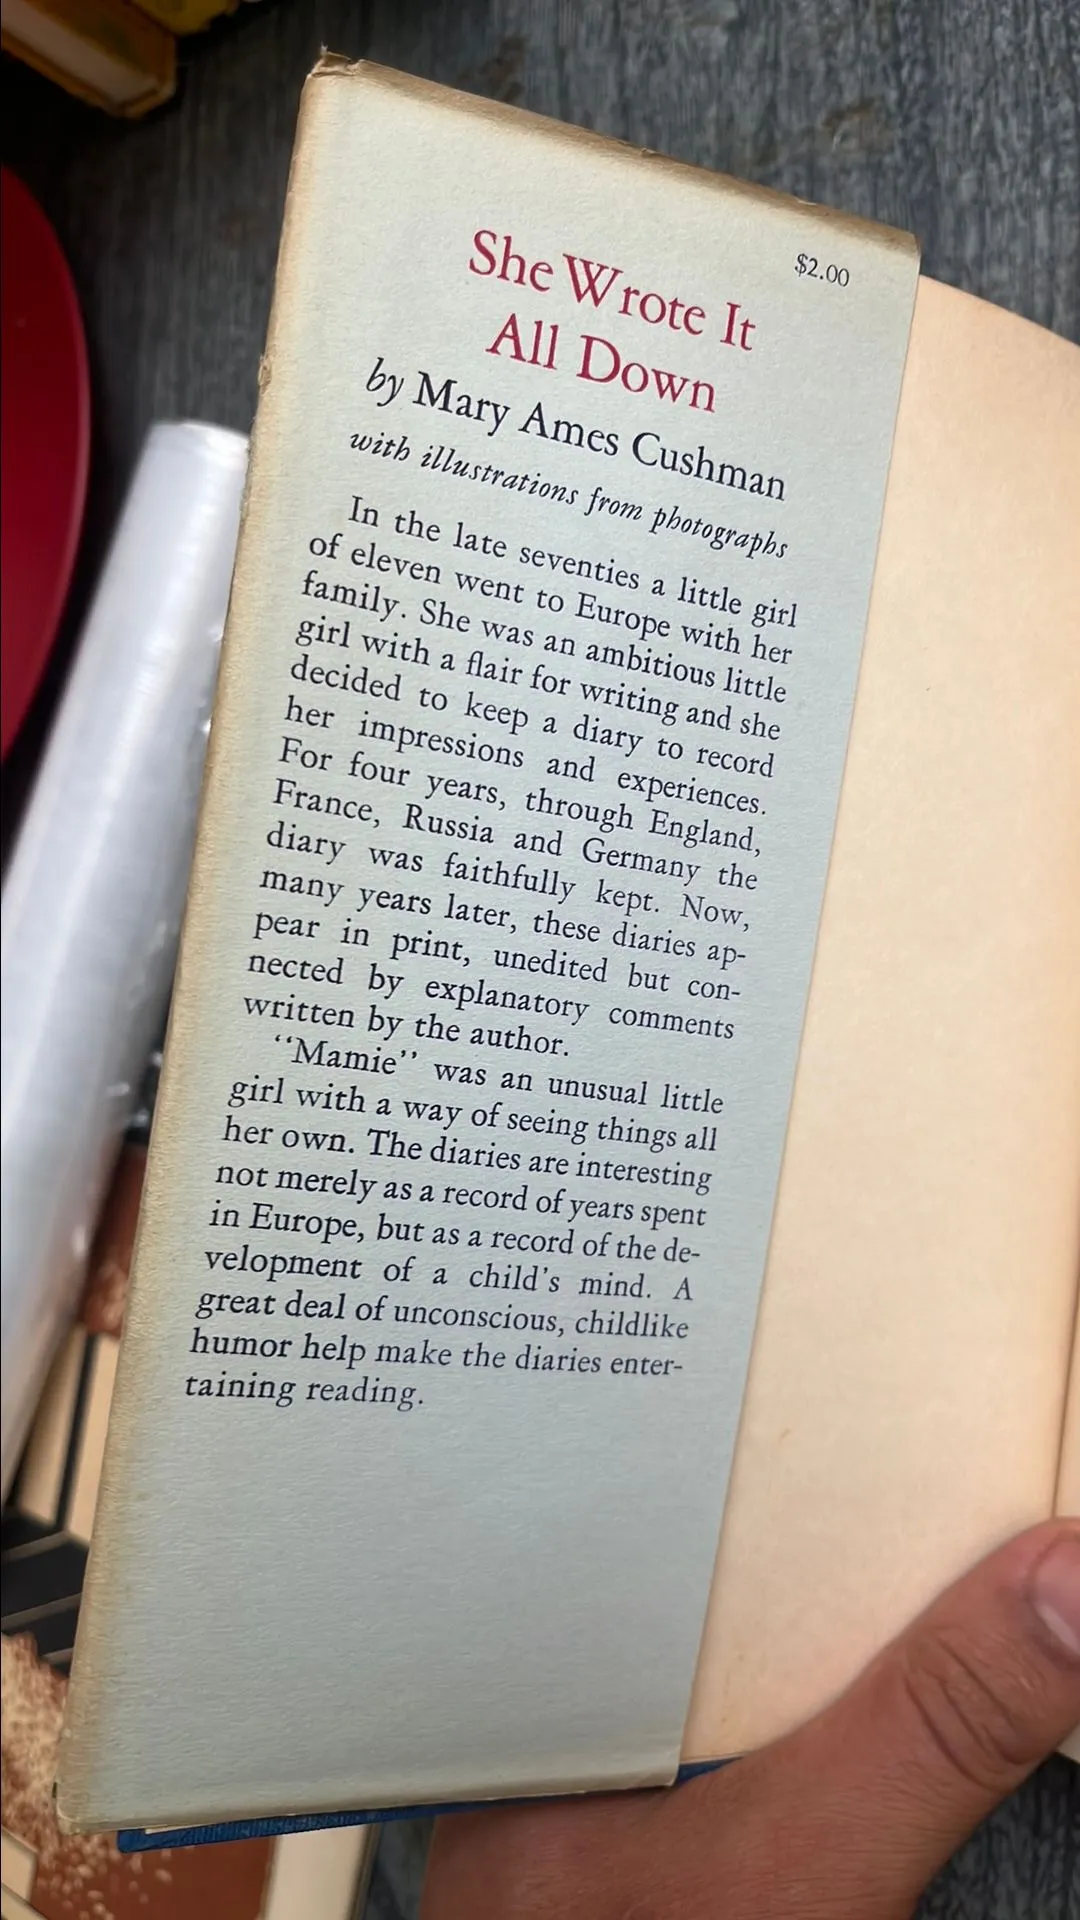 $2.00
She Wrote It
All Down
by Mary Ames Cushman
with illustrations from photographs
In the late seventies a little girl
of eleven went to Europe with her
family. She was an ambitious little
girl with a flair for writing and she
decided to keep a diary to record
her impressions and experiences.
For four years, through England,
France, Russia and Germany the
diary was faithfully kept. Now,
many years later, these diaries ap-
pear in print, unedited but con-
nected by explanatory comments
written by the author.
"Mamie" was an unusual little
girl with a way of seeing things all
her own. The diaries are interesting
not merely as a record of years spent
in Europe, but as a record of the de-
velopment of a child's mind. A
great deal of unconscious, childlike
humor help make the diaries enter-
taining reading.